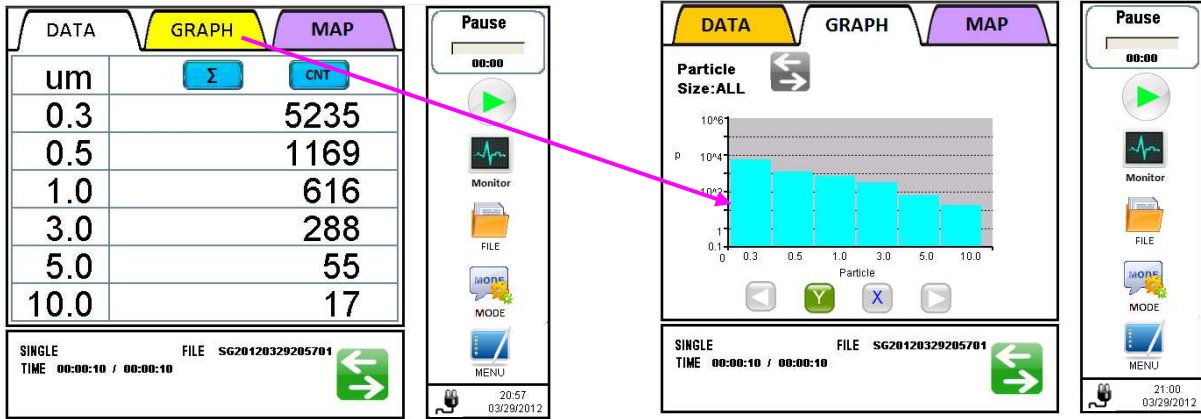 DATA GRAPH MAP
um Σ CNT
0.3 5235
0.5 1169
1.0 616
3.0 288
5.0 55
10.0 17
SINGLE FILE SG20120329205701
TIME 00:00:10 / 00:00:10
Pause
00:00
Monitor
FILE
MODE
MODE
MENU
20:57
03/29/2012
DATA GRAPH MAP
Particle
Size:ALL
10^6
p 10^4
10^2
1
0.1
0 0.3 0.5 1.0 3.0 5.0 10.0
Particle
Y X
SINGLE FILE SG20120329205701
TIME 00:00:10 / 00:00:10
Pause
00:00
Monitor
FILE
MODE
MODE
MENU
21:00
03/29/2012